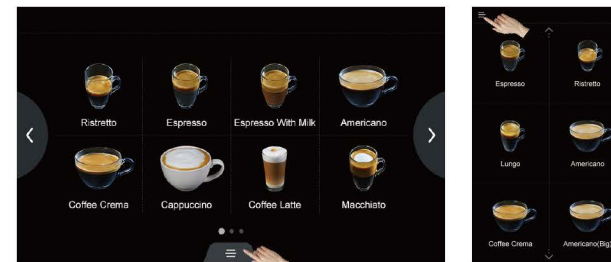 Ristretto Espresso Espresso With Milk Americano
Coffee Crema Cappuccino Coffee Latte Macchiato
Espresso Ristretto
Lungo Americano
Coffee Crema Americano(Big)